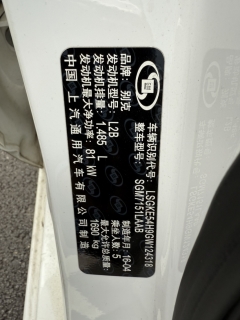 品牌：别克
发动机型号：L2B
发动机排量：1.485 L
发动机最大净功率：81 kW
中国 上汽通用汽车有限公司制造
车辆识别代号：LSGKE54H9GW124318
整车型号：SGM7151LAAB
制造年月：16-04
乘坐人数：5
最大允许总质量：1690 kg